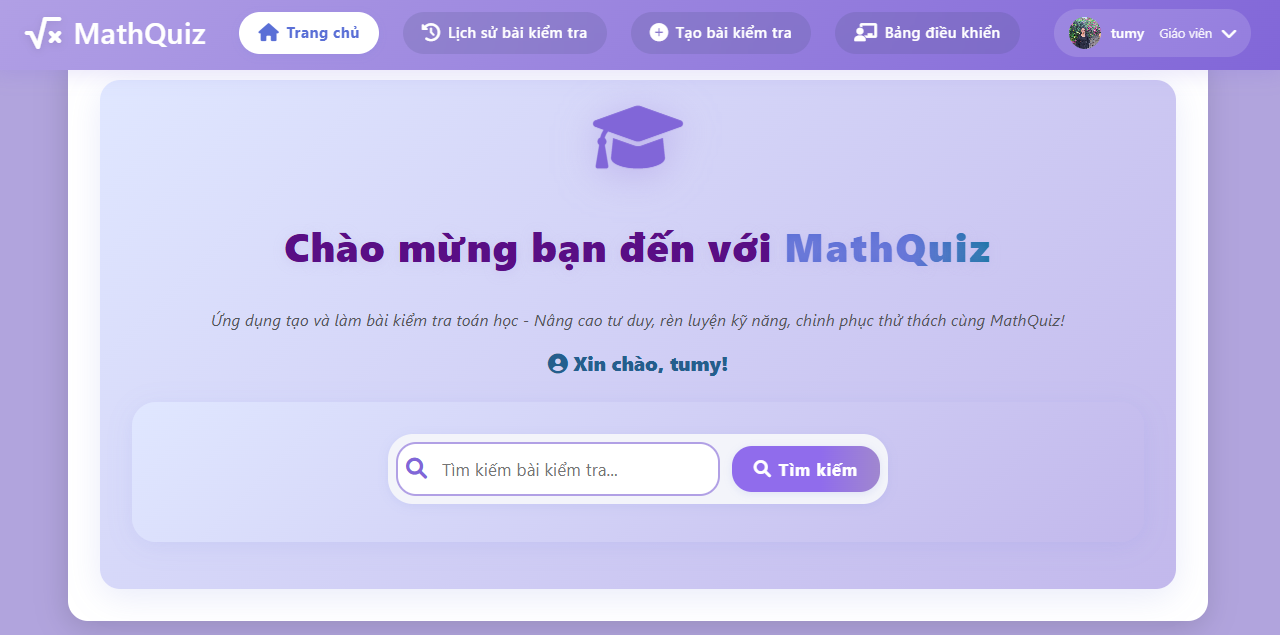 MathQuiz
Trang chủ
Lịch sử bài kiểm tra
Tạo bài kiểm tra
Bảng điều khiển
tumy Giáo viên
Chào mừng bạn đến với MathQuiz
Ứng dụng tạo và làm bài kiểm tra toán học - Nâng cao tư duy, rèn luyện kỹ năng, chinh phục thử thách cùng MathQuiz!
Xin chào, tumy!
Tìm kiếm bài kiểm tra...
Tìm kiếm